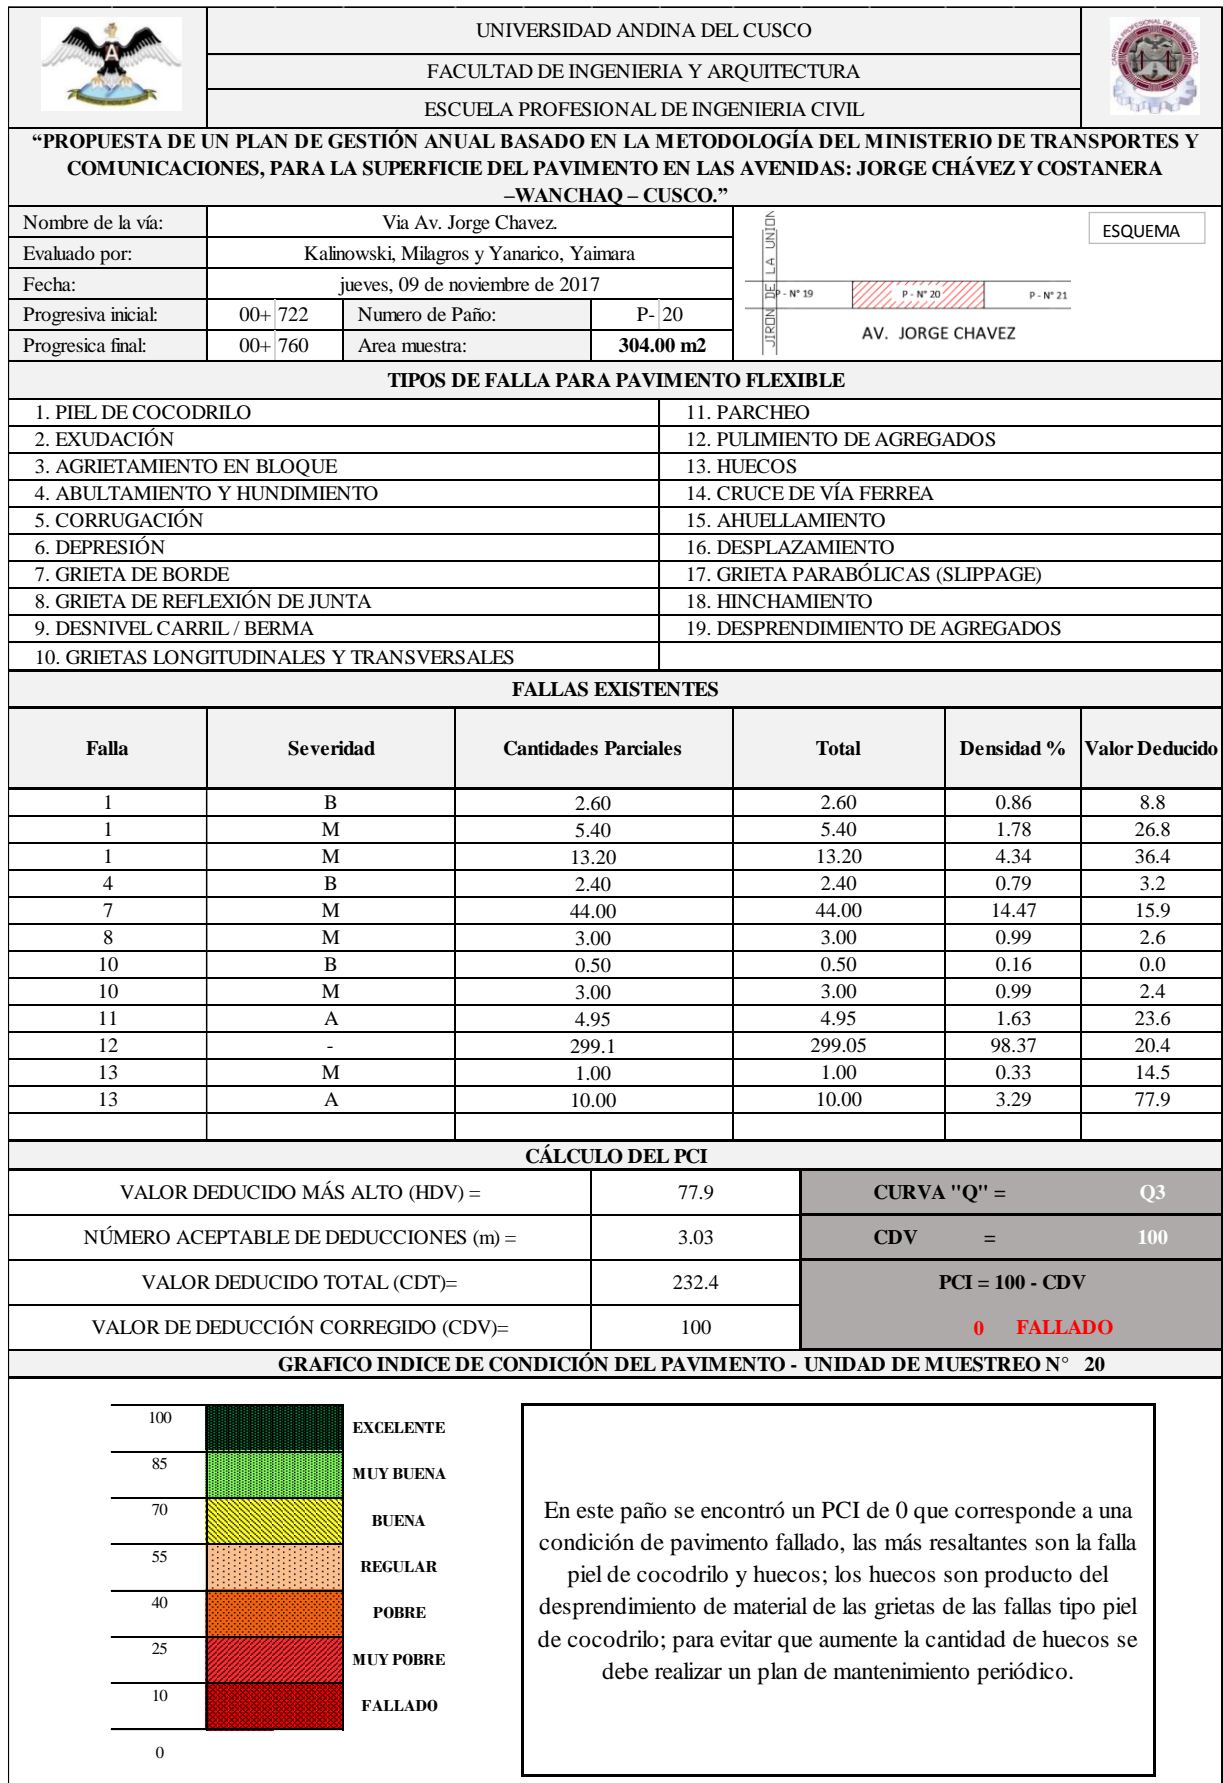 UNIVERSIDAD ANDINA DEL CUSCO
FACULTAD DE INGENIERIA Y ARQUITECTURA
ESCUELA PROFESIONAL DE INGENIERIA CIVIL
“PROPUESTA DE UN PLAN DE GESTIÓN ANUAL BASADO EN LA METODOLOGÍA DEL MINISTERIO DE TRANSPORTES Y
COMUNICACIONES, PARA LA SUPERFICIE DEL PAVIMENTO EN LAS AVENIDAS: JORGE CHÁVEZ Y COSTANERA
–WANCHAQ – CUSCO.”
Nombre de la vía: Via Av. Jorge Chavez.
Evaluado por: Kalinowski, Milagros y Yanarico, Yaimara
Fecha: jueves, 09 de noviembre de 2017
Progresiva inicial: 00+ 722 Numero de Paño: P- 20
Progresica final: 00+ 760 Area muestra: 304.00 m2
ESQUEMA
JIRON DE LA UNION
P - N° 19 P - N° 20 P - N° 21
AV. JORGE CHAVEZ
TIPOS DE FALLA PARA PAVIMENTO FLEXIBLE
1. PIEL DE COCODRILO 11. PARCHEO
2. EXUDACIÓN 12. PULIMIENTO DE AGREGADOS
3. AGRIETAMIENTO EN BLOQUE 13. HUECOS
4. ABULTAMIENTO Y HUNDIMIENTO 14. CRUCE DE VÍA FERREA
5. CORRUGACIÓN 15. AHUELLAMIENTO
6. DEPRESIÓN 16. DESPLAZAMIENTO
7. GRIETA DE BORDE 17. GRIETA PARABÓLICAS (SLIPPAGE)
8. GRIETA DE REFLEXIÓN DE JUNTA 18. HINCHAMIENTO
9. DESNIVEL CARRIL / BERMA 19. DESPRENDIMIENTO DE AGREGADOS
10. GRIETAS LONGITUDINALES Y TRANSVERSALES
FALLAS EXISTENTES
Falla Severidad Cantidades Parciales Total Densidad % Valor Deducido
1 B 2.60 2.60 0.86 8.8
1 M 5.40 5.40 1.78 26.8
1 M 13.20 13.20 4.34 36.4
4 B 2.40 2.40 0.79 3.2
7 M 44.00 44.00 14.47 15.9
8 M 3.00 3.00 0.99 2.6
10 B 0.50 0.50 0.16 0.0
10 M 3.00 3.00 0.99 2.4
11 A 4.95 4.95 1.63 23.6
12 - 299.1 299.05 98.37 20.4
13 M 1.00 1.00 0.33 14.5
13 A 10.00 10.00 3.29 77.9
CÁLCULO DEL PCI
VALOR DEDUCIDO MÁS ALTO (HDV) = 77.9 CURVA "Q" = Q3
NÚMERO ACEPTABLE DE DEDUCCIONES (m) = 3.03 CDV = 100
VALOR DEDUCIDO TOTAL (CDT)= 232.4 PCI = 100 - CDV
VALOR DE DEDUCCIÓN CORREGIDO (CDV)= 100 0 FALLADO
GRAFICO INDICE DE CONDICIÓN DEL PAVIMENTO - UNIDAD DE MUESTREO N° 20
100 EXCELENTE
85 MUY BUENA
70 BUENA
55 REGULAR
40 POBRE
25 MUY POBRE
10 FALLADO
0
En este paño se encontró un PCI de 0 que corresponde a una
condición de pavimento fallado, las más resaltantes son la falla
piel de cocodrilo y huecos; los huecos son producto del
desprendimiento de material de las grietas de las fallas tipo piel
de cocodrilo; para evitar que aumente la cantidad de huecos se
debe realizar un plan de mantenimiento periódico.